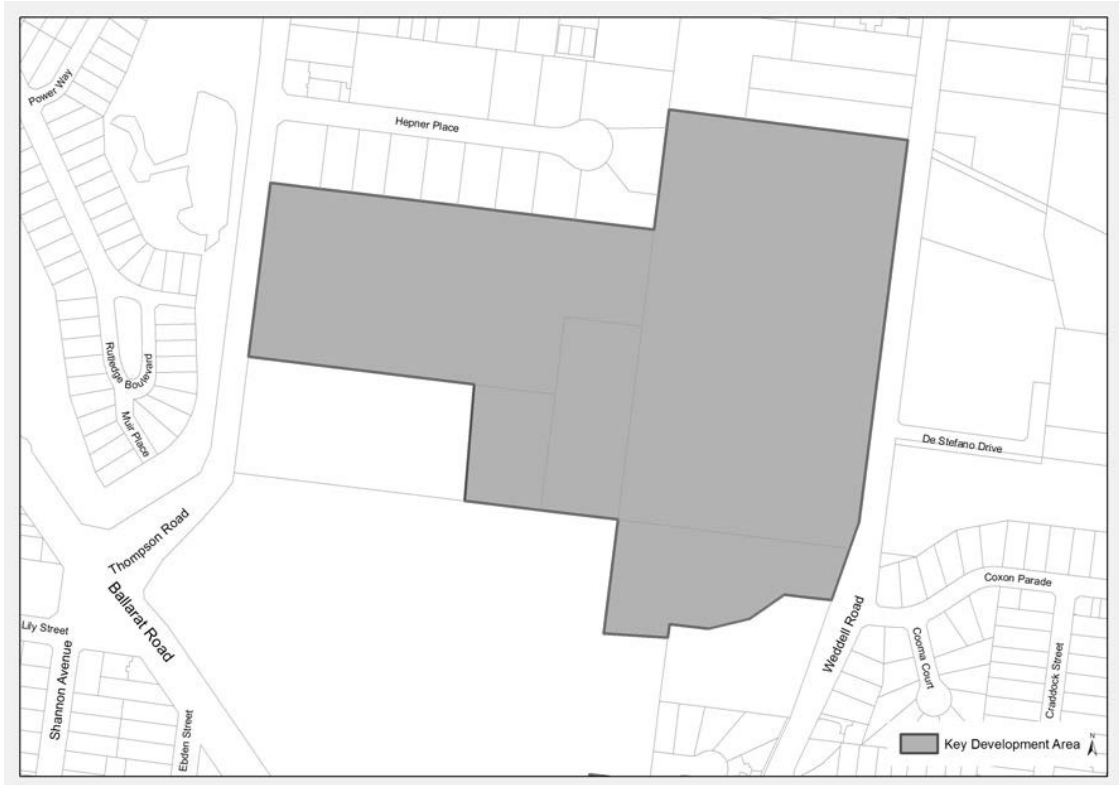 Power Way
Hepner Place
Rutledge Boulevard
Muir Place
De Stefano Drive
Thompson Road
Ballarat Road
Coxon Parade
Lily Street
Weddell Road
Cooma Court
Craddock Street
Shannon Avenue
Ebden Street
Key Development Area
N